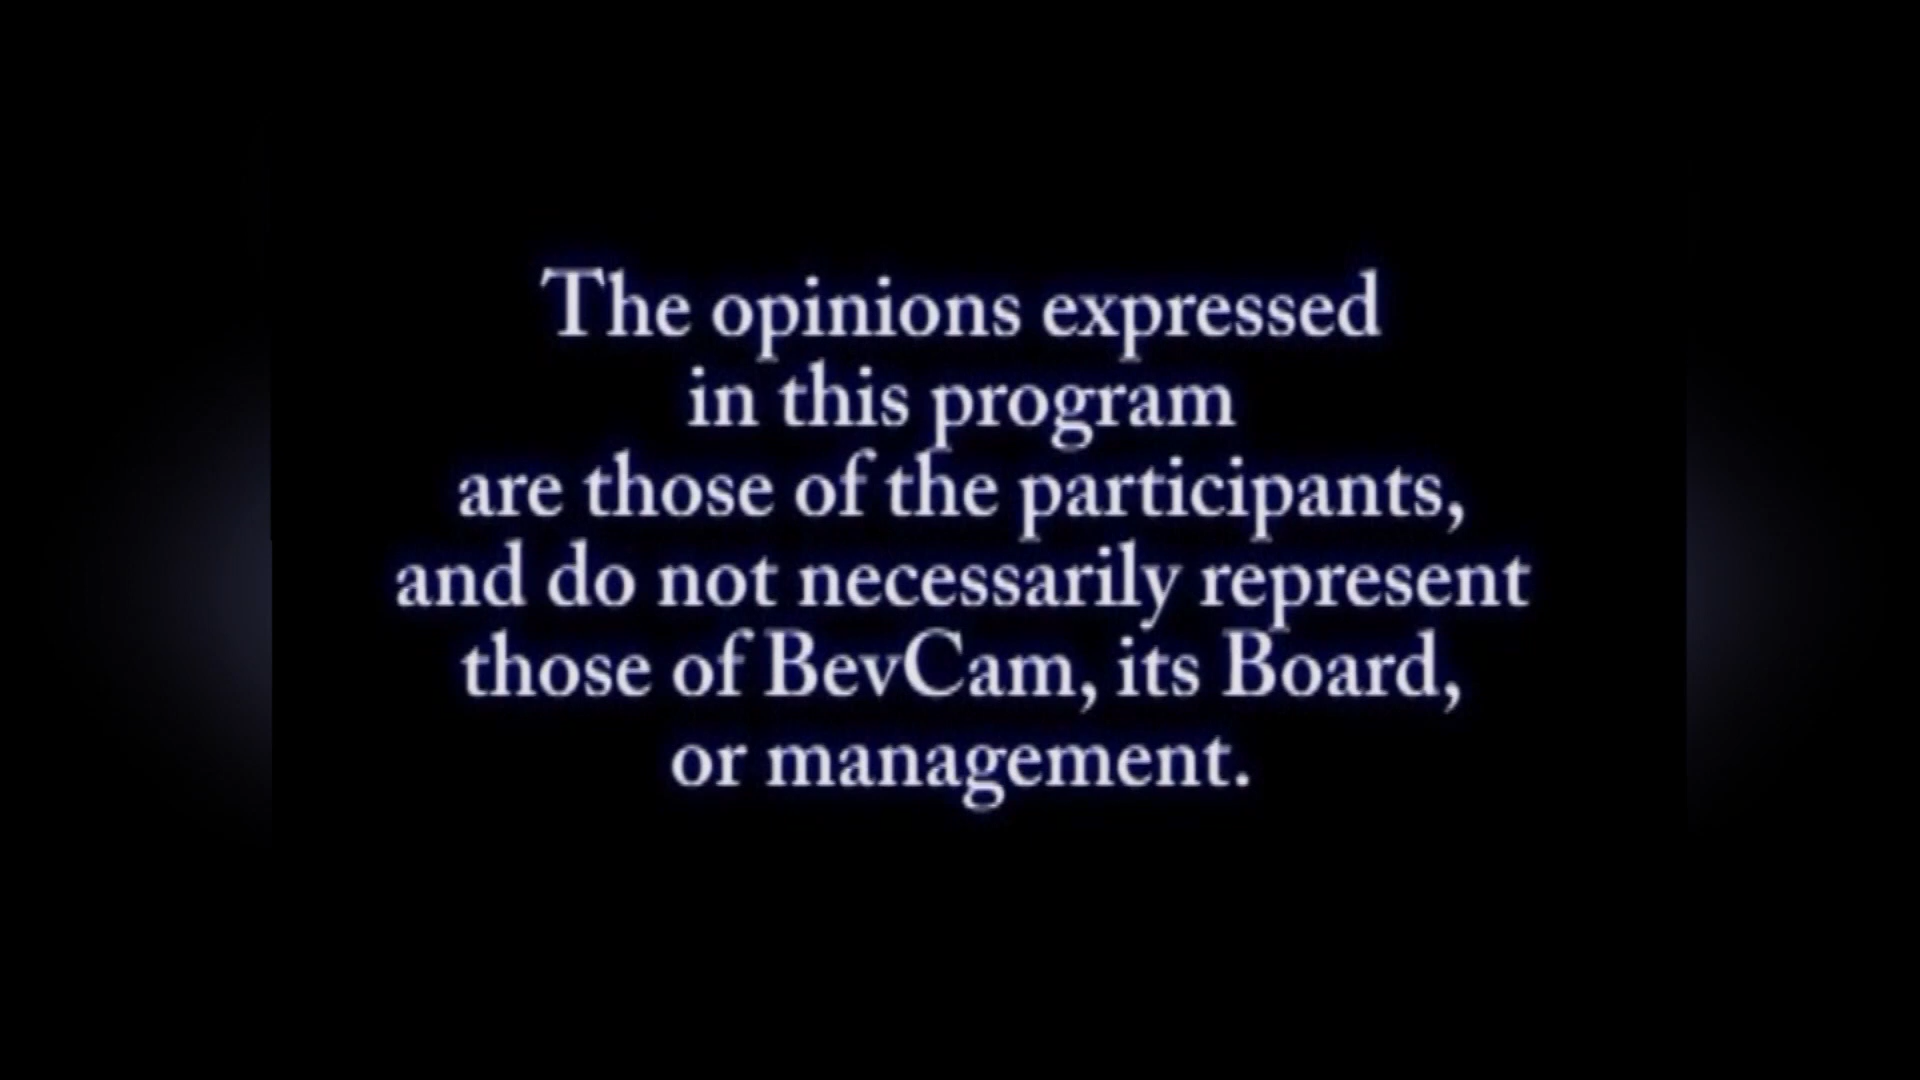 The opinions expressed
in this program
are those of the participants,
and do not necessarily represent
those of BevCam, its Board,
or management.